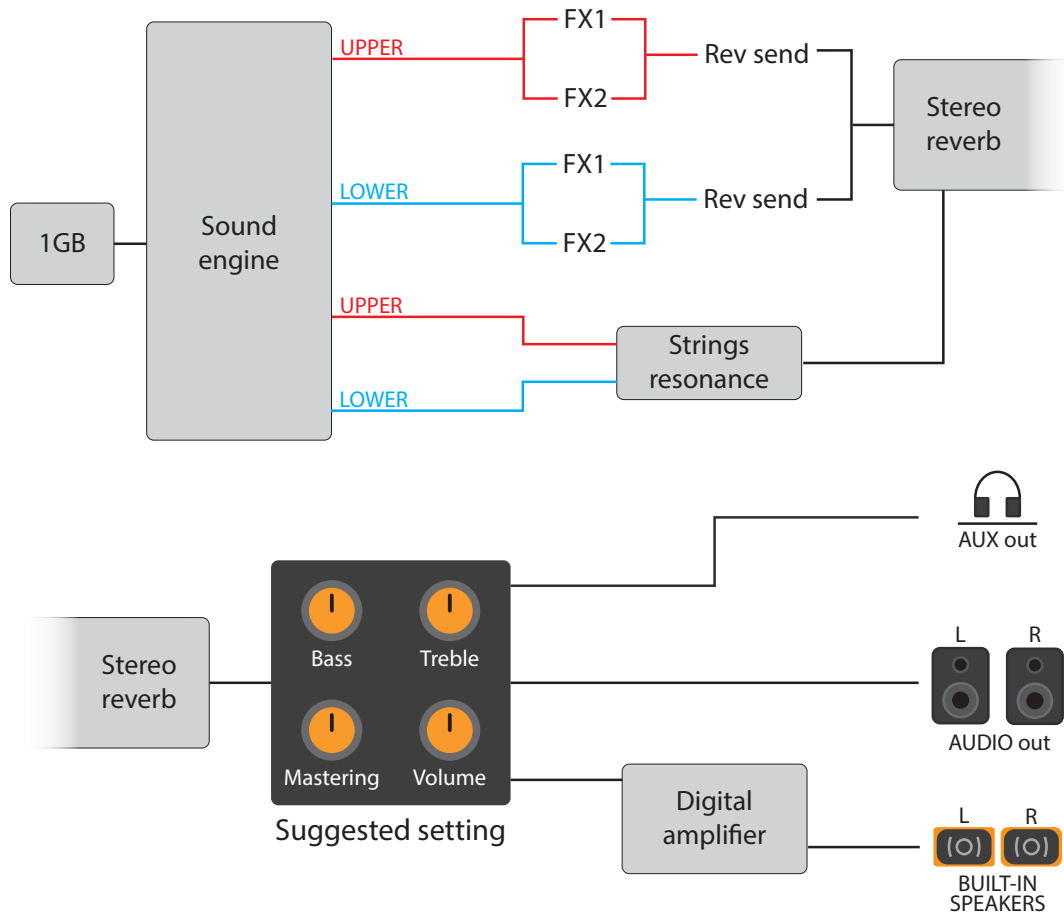 FX1
UPPER
Rev send
FX2
Stereo
reverb
FX1
LOWER
Rev send
FX2
1GB
Sound
engine
UPPER
Strings
resonance
LOWER
AUX out
Stereo
reverb
Bass
Treble
Mastering
Volume
Suggested setting
L
R
AUDIO out
Digital
amplifier
L
R
BUILT-IN
SPEAKERS